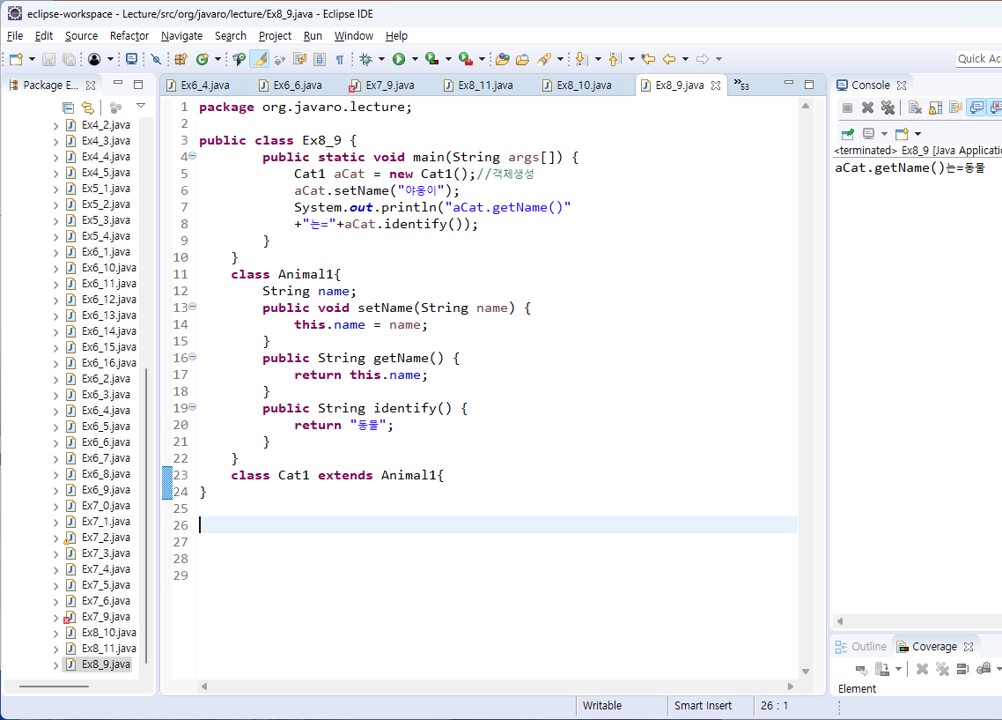 eclipse-workspace - Lecture/src/org/javaro/lecture/Ex8_9.java - Eclipse IDE
File Edit Source Refactor Navigate Search Project Run Window Help
Quick Ac
Package E...
Ex6_4.java Ex6_6.java Ex7_9.java Ex8_11.java Ex8_10.java Ex8_9.java »53
Console
Ex4_2.java
Ex4_3.java
Ex4_4.java
Ex4_5.java
Ex5_1.java
Ex5_2.java
Ex5_3.java
Ex5_4.java
Ex6_1.java
Ex6_10.java
Ex6_11.java
Ex6_12.java
Ex6_13.java
Ex6_14.java
Ex6_15.java
Ex6_16.java
Ex6_2.java
Ex6_3.java
Ex6_4.java
Ex6_5.java
Ex6_6.java
Ex6_7.java
Ex6_8.java
Ex6_9.java
Ex7_0.java
Ex7_1.java
Ex7_2.java
Ex7_3.java
Ex7_4.java
Ex7_5.java
Ex7_6.java
Ex7_9.java
Ex8_10.java
Ex8_11.java
Ex8_9.java
1 package org.javaro.lecture;
2
3 public class Ex8_9 {
4 public static void main(String args[]) {
5 Cat1 aCat = new Cat1();//객체생성
6 aCat.setName("야옹이");
7 System.out.println("aCat.getName()"
8 +"는="+aCat.identify());
9 }
10 }
11 class Animal1{
12 String name;
13 public void setName(String name) {
14 this.name = name;
15 }
16 public String getName() {
17 return this.name;
18 }
19 public String identify() {
20 return "동물";
21 }
22 }
23 class Cat1 extends Animal1{
24 }
25
26
27
28
29
<terminated> Ex8_9 [Java Applicatio
aCat.getName()는=동물
Outline Coverage
Element
Writable Smart Insert 26 : 1